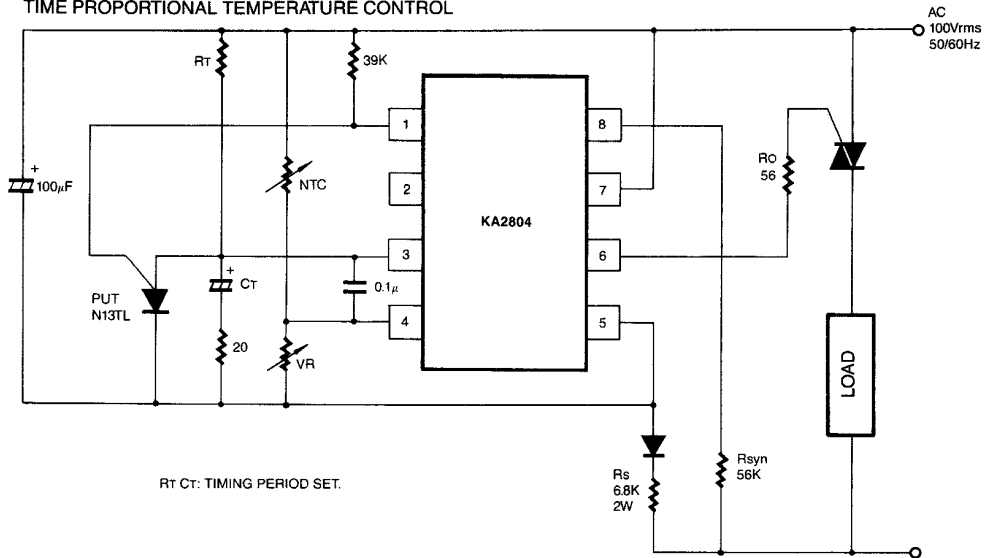 TIME PROPORTIONAL TEMPERATURE CONTROL
AC
100Vrms
50/60Hz
RT
39K
1
8
+
100μF
NTC
2
7
RO
56
KA2804
3
6
+
CT
0.1μ
PUT
N13TL
4
5
20
VR
LOAD
Rs
6.8K
2W
Rsyn
56K
RT CT: TIMING PERIOD SET.